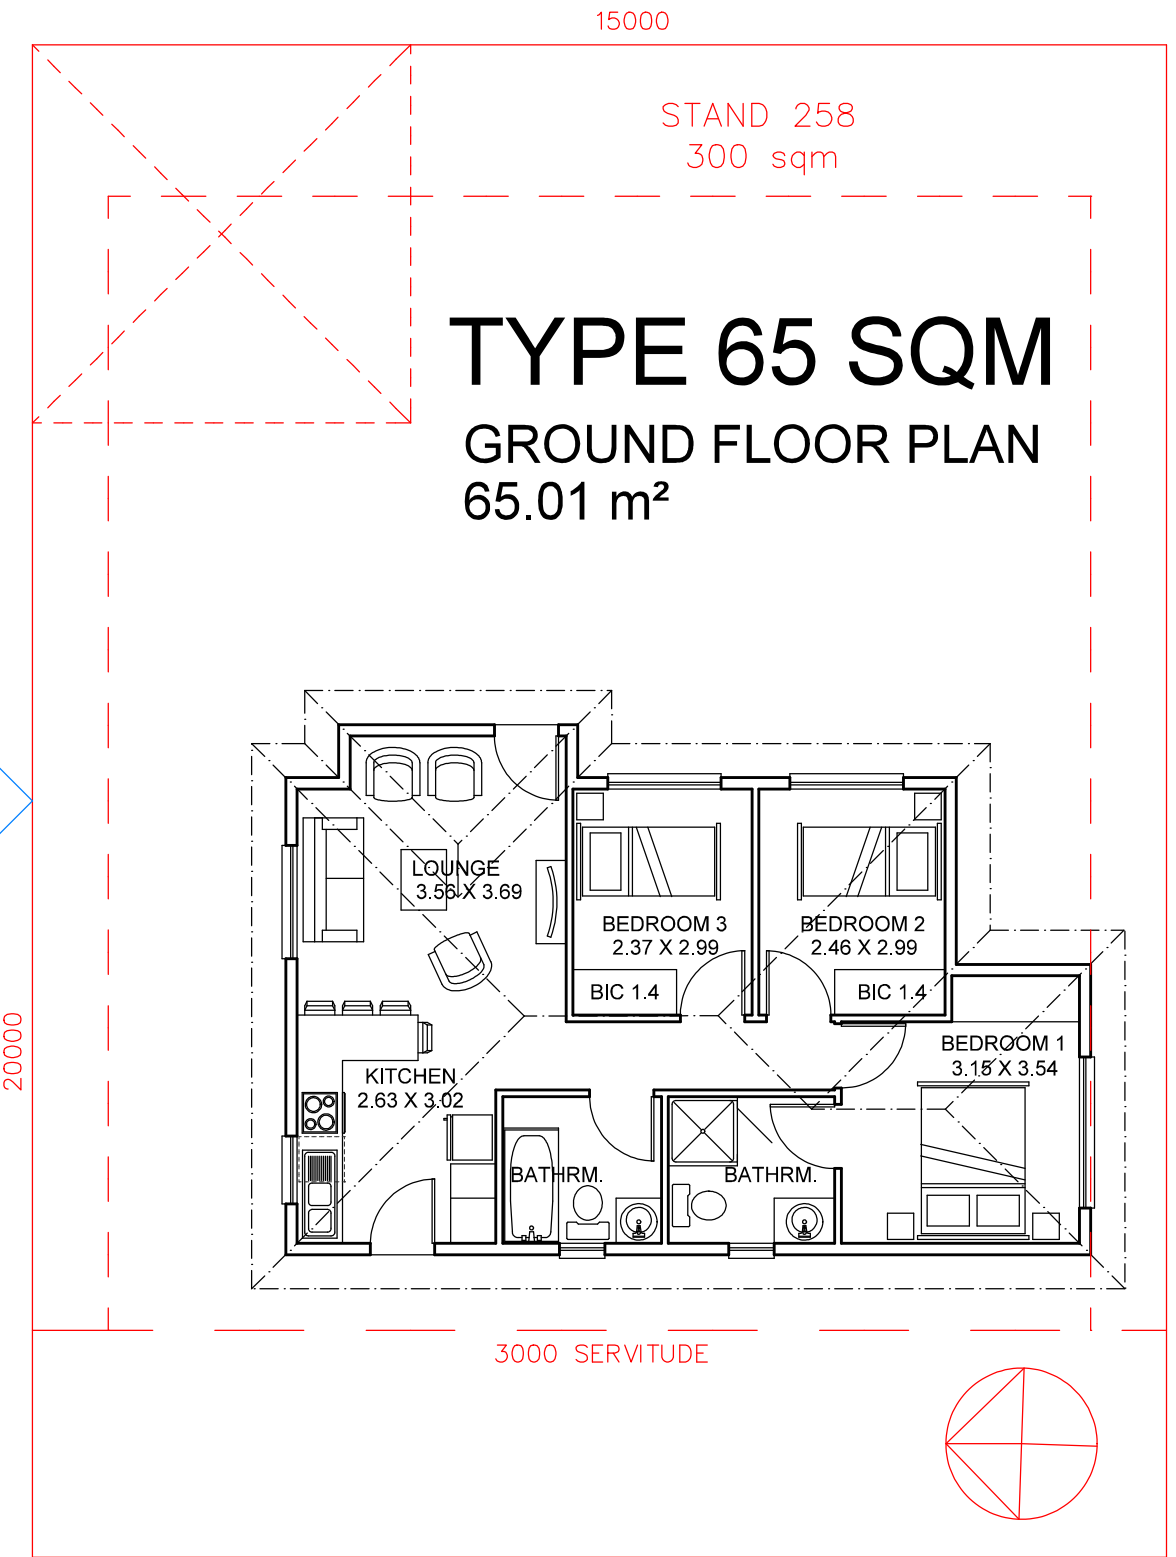 15000
STAND 258
300 sqm
TYPE 65 SQM
GROUND FLOOR PLAN
65.01 m²
LOUNGE
3.56 X 3.69
BEDROOM 3
2.37 X 2.99
BEDROOM 2
2.46 X 2.99
BIC 1.4
BIC 1.4
20000
BEDROOM 1
3.15 X 3.54
KITCHEN
2.63 X 3.02
BATHRM.
BATHRM.
3000 SERVITUDE